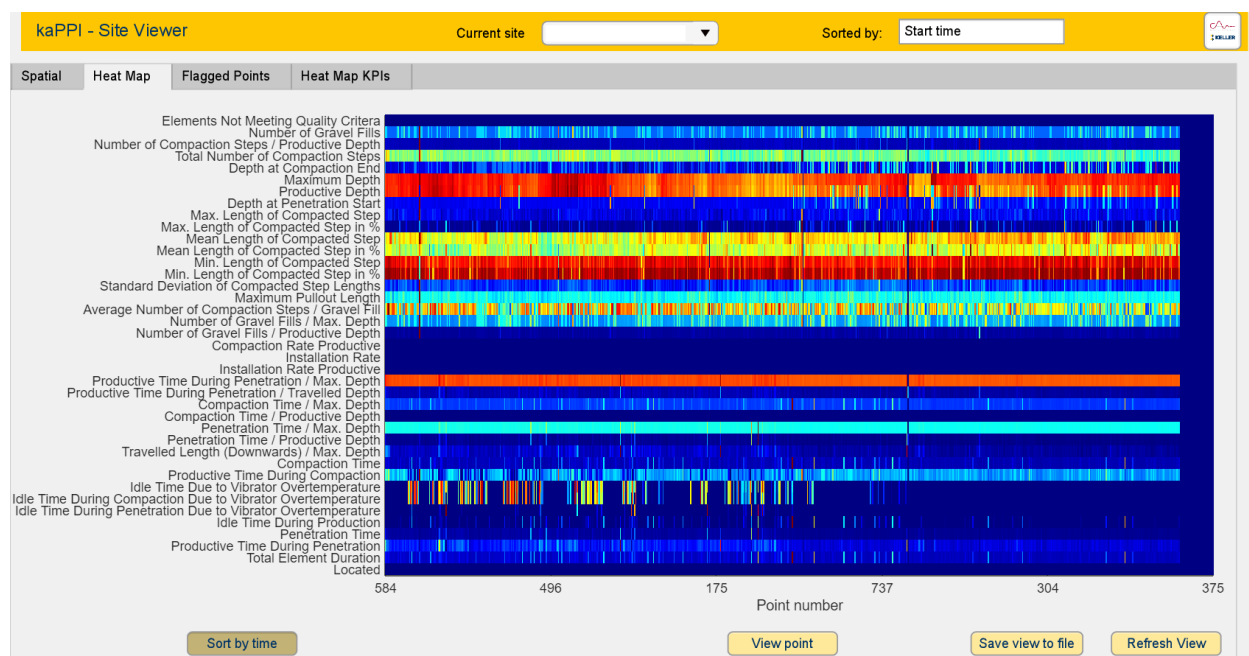 kaPPI - Site Viewer
Current site
Sorted by:
Start time
KELLER
Spatial
Heat Map
Flagged Points
Heat Map KPIs
Elements Not Meeting Quality Critera
Number of Gravel Fills
Number of Compaction Steps / Productive Depth
Total Number of Compaction Steps
Depth at Compaction End
Maximum Depth
Productive Depth
Depth at Penetration Start
Max. Length of Compacted Step
Max. Length of Compacted Step in %
Mean Length of Compacted Step
Mean Length of Compacted Step in %
Min. Length of Compacted Step
Min. Length of Compacted Step in %
Standard Deviation of Compacted Step Lengths
Maximum Pullout Length
Average Number of Compaction Steps / Gravel Fill
Number of Gravel Fills / Max. Depth
Number of Gravel Fills / Productive Depth
Compaction Rate Productive
Installation Rate
Installation Rate Productive
Productive Time During Penetration / Max. Depth
Productive Time During Penetration / Travelled Depth
Compaction Time / Max. Depth
Compaction Time / Productive Depth
Penetration Time / Max. Depth
Penetration Time / Productive Depth
Travelled Length (Downwards) / Max. Depth
Compaction Time
Productive Time During Compaction
Idle Time Due to Vibrator Overtemperature
Idle Time During Compaction Due to Vibrator Overtemperature
Idle Time During Penetration Due to Vibrator Overtemperature
Idle Time During Production
Penetration Time
Productive Time During Penetration
Total Element Duration
Located
584 496 175 737 304 375
Point number
Sort by time
View point
Save view to file
Refresh View